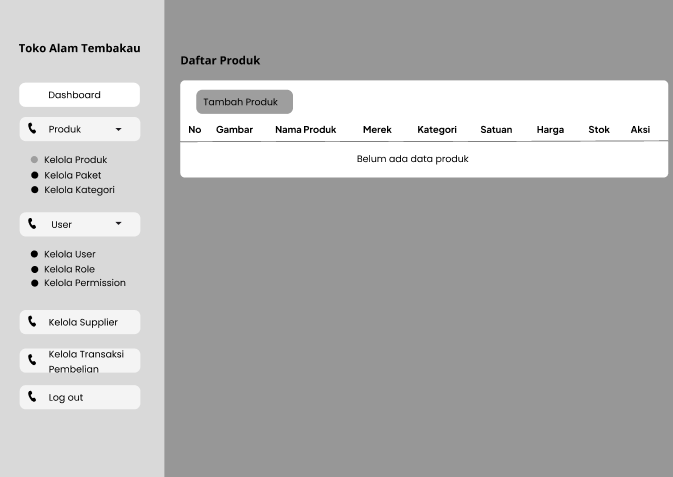 Toko Alam Tembakau
Dashboard
Produk
Kelola Produk
Kelola Paket
Kelola Kategori
User
Kelola User
Kelola Role
Kelola Permission
Kelola Supplier
Kelola Transaksi
Pembelian
Log out
Daftar Produk
Tambah Produk
No Gambar Nama Produk Merek Kategori Satuan Harga Stok Aksi
Belum ada data produk